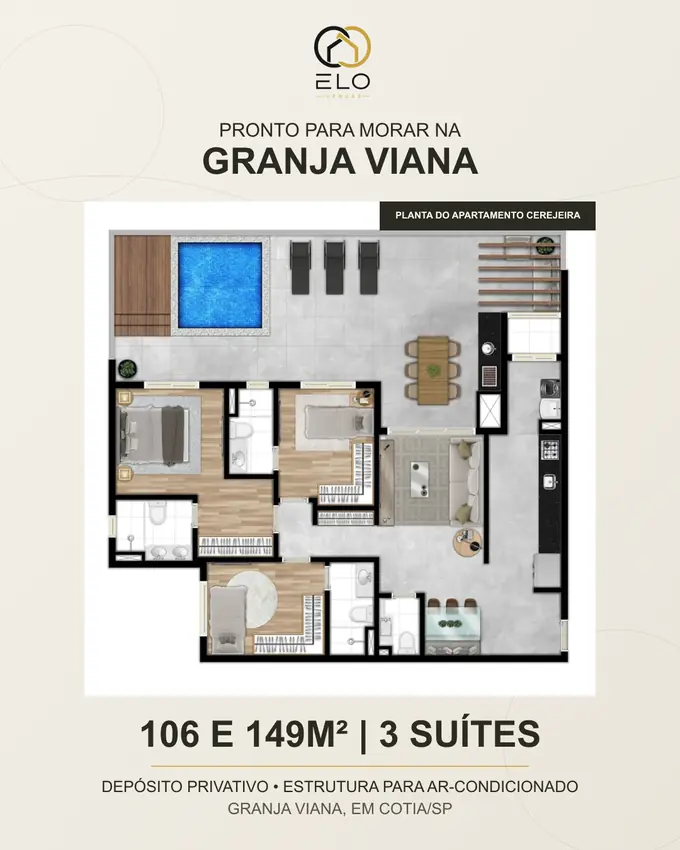 ELO
PRONTO PARA MORAR NA
GRANJA VIANA
PLANTA DO APARTAMENTO CEREJEIRA
106 E 149M² | 3 SUÍTES
DEPÓSITO PRIVATIVO • ESTRUTURA PARA AR-CONDICIONADO
GRANJA VIANA, EM COTIA/SP